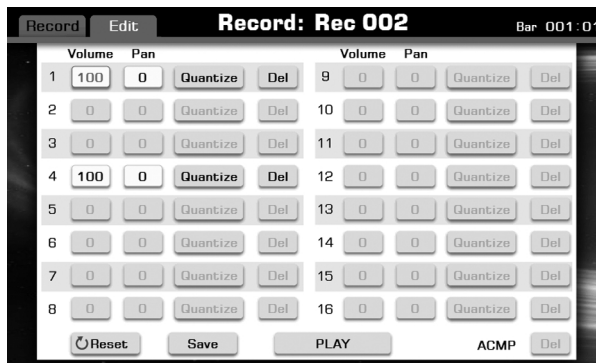 Record Edit Record: Rec 002 Bar 001:01
Volume Pan Volume Pan
1 100 0 Quantize Del 9 0 0 Quantize Del
2 0 0 Quantize Del 10 0 0 Quantize Del
3 0 0 Quantize Del 11 0 0 Quantize Del
4 100 0 Quantize Del 12 0 0 Quantize Del
5 0 0 Quantize Del 13 0 0 Quantize Del
6 0 0 Quantize Del 14 0 0 Quantize Del
7 0 0 Quantize Del 15 0 0 Quantize Del
8 0 0 Quantize Del 16 0 0 Quantize Del
Reset Save PLAY ACMP Del